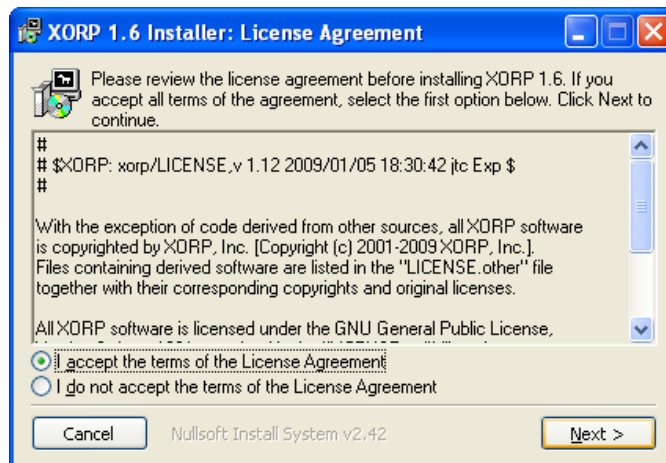 XORP 1.6 Installer: License Agreement
Please review the license agreement before installing XORP 1.6. If you
accept all terms of the agreement, select the first option below. Click Next to
continue.
#
# $XORP: xorp/LICENSE,v 1.12 2009/01/05 18:30:42 jtc Exp $
#
With the exception of code derived from other sources, all XORP software
is copyrighted by XORP, Inc. [Copyright (c) 2001-2009 XORP, Inc.].
Files containing derived software are listed in the "LICENSE.other" file
together with their corresponding copyrights and original licenses.
All XORP software is licensed under the GNU General Public License,
I accept the terms of the License Agreement
I do not accept the terms of the License Agreement
Cancel
Nullsoft Install System v2.42
Next >